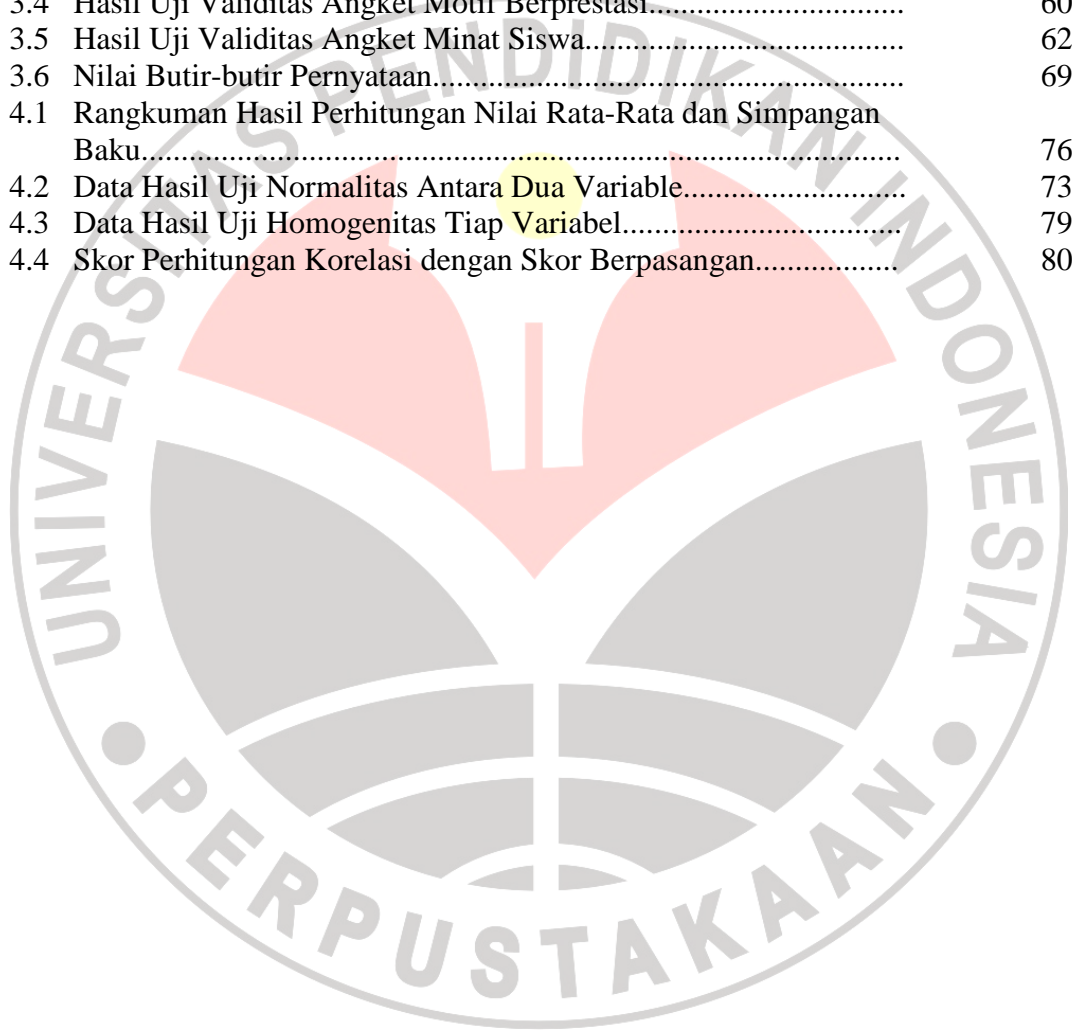 3.4 Hasil Uji Validitas Angket Motif Berprestasi................................ 60
3.5 Hasil Uji Validitas Angket Minat Siswa........................................ 62
3.6 Nilai Butir-butir Pernyataan........................................................... 69
4.1 Rangkuman Hasil Perhitungan Nilai Rata-Rata dan Simpangan
Baku............................................................................................... 76
4.2 Data Hasil Uji Normalitas Antara Dua Variable............................ 73
4.3 Data Hasil Uji Homogenitas Tiap Variabel................................... 79
4.4 Skor Perhitungan Korelasi dengan Skor Berpasangan.................. 80
UNIVERSITAS PENDIDIKAN INDONESIA
PERPUSTAKAAN